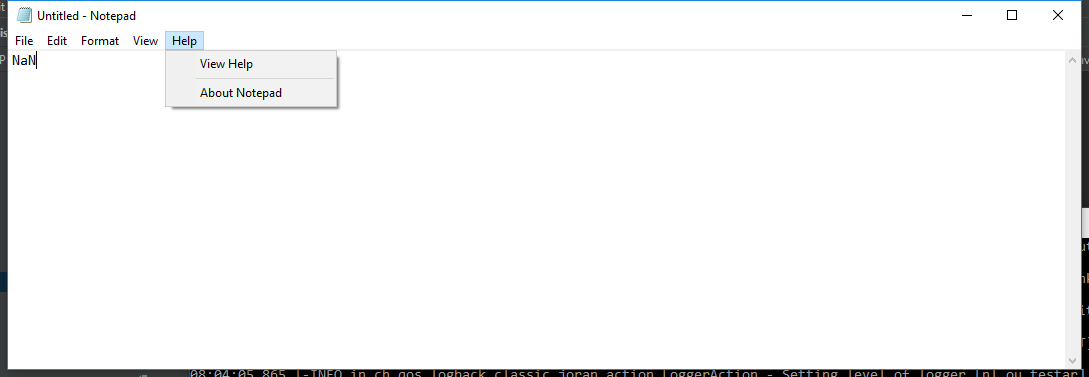 Untitled - Notepad
File Edit Format View Help
NaN
View Help
About Notepad
08:04:05,865 |-INFO in ch.qos.logback.classic.joran.action.LoggerAction - Setting level of logger [nl.ou.testar